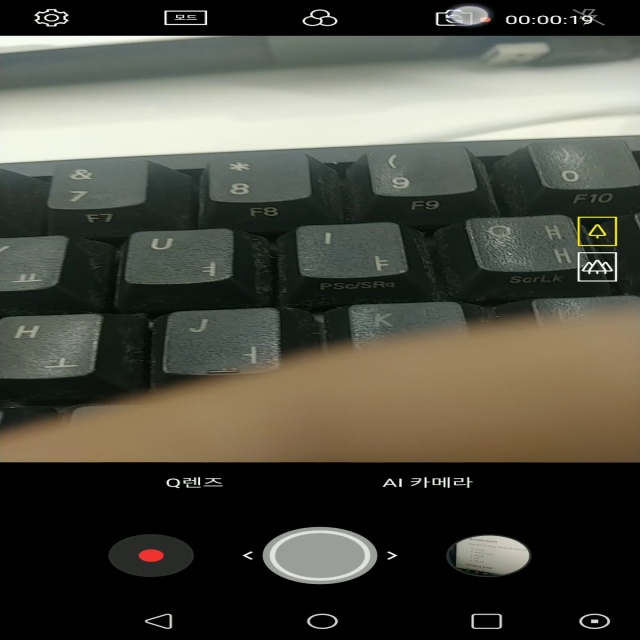 모드
00:00:19
& ( 
* 
7 8 9 0
F7 F8 F9 F10
U I O ㅐ
ㅛ ㅕ ㅑ ㅔ
PSc/SRq ScrLk
H J K
ㅗ ㅓ
Q렌즈 AI 카메라